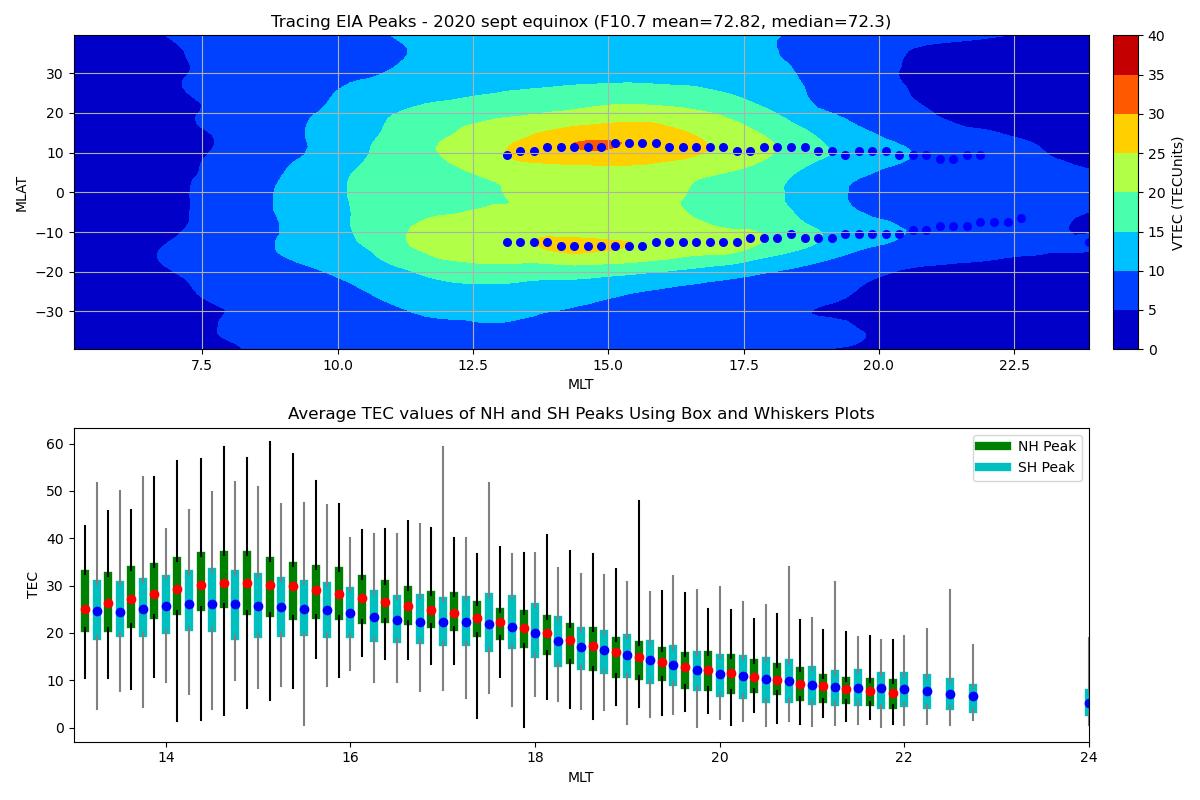 Tracing EIA Peaks - 2020 sept equinox (F10.7 mean=72.82, median=72.3)
MLAT
30
20
10
0
−10
−20
−30
7.5 10.0 12.5 15.0 17.5 20.0 22.5
MLT
40
35
30
25
20
15
10
5
0
VTEC (TECUnits)
Average TEC values of NH and SH Peaks Using Box and Whiskers Plots
NH Peak
SH Peak
TEC
60
50
40
30
20
10
0
14 16 18 20 22 24
MLT